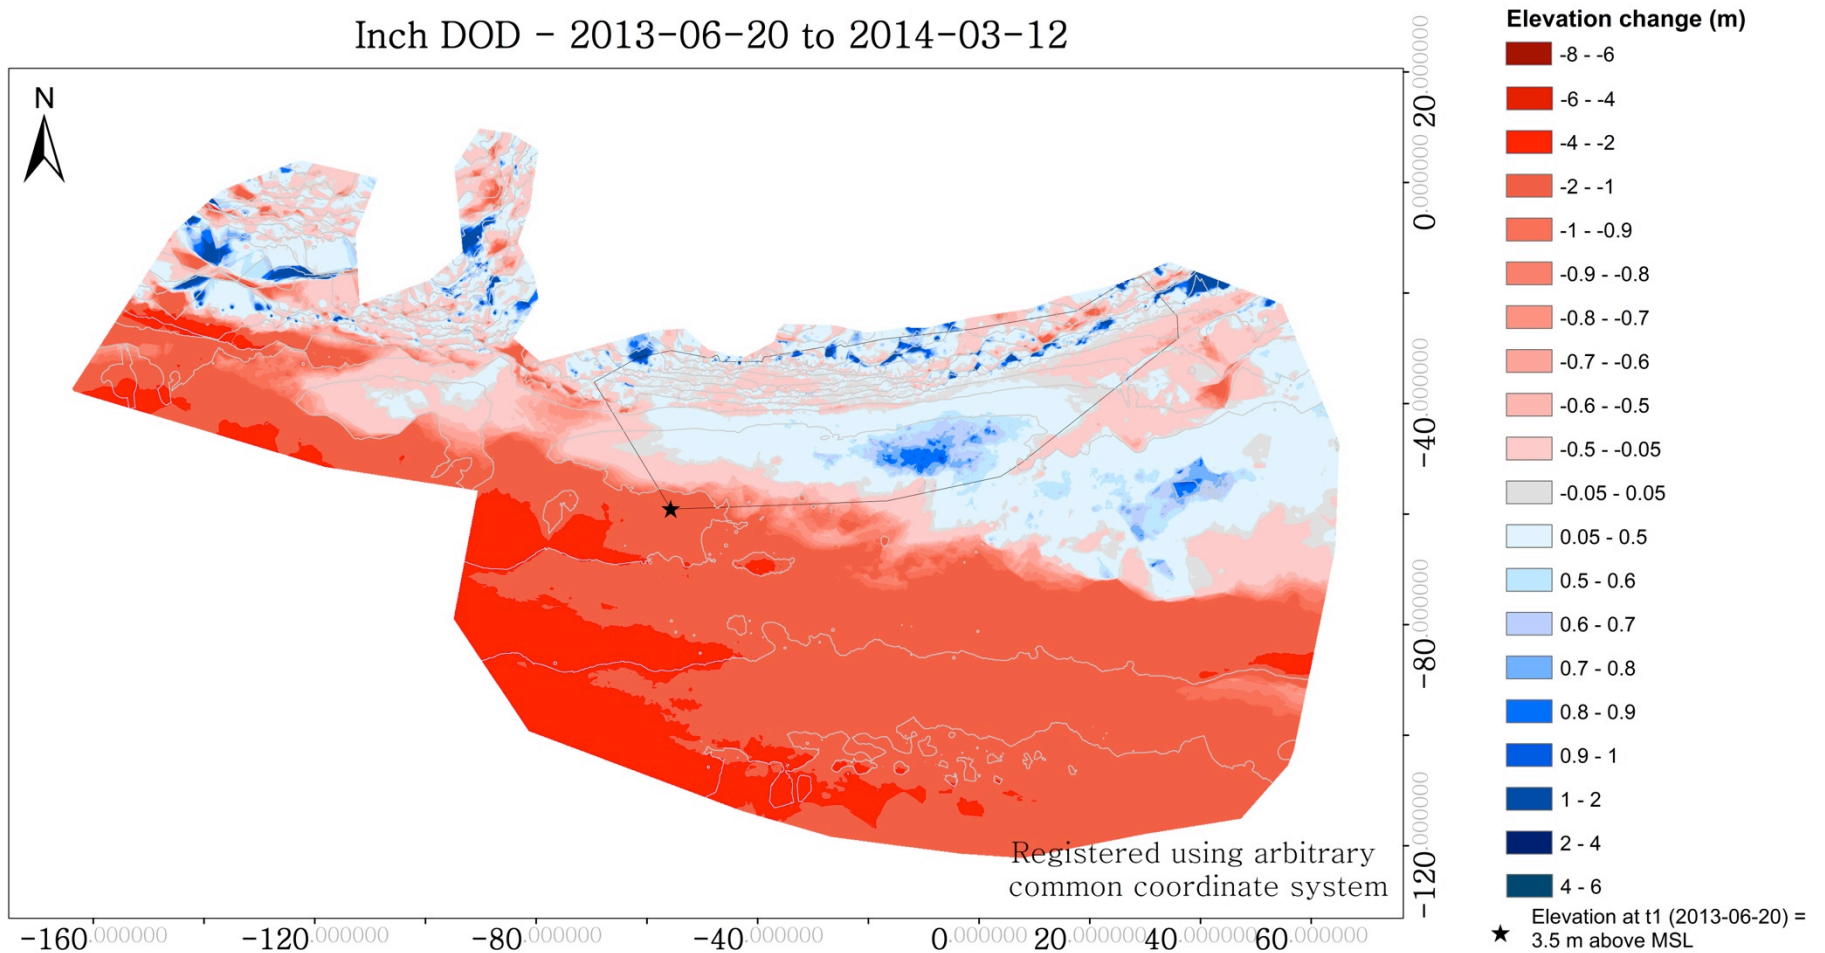 Inch DOD - 2013-06-20 to 2014-03-12
N
Registered using arbitrary
common coordinate system
-160.000000
-120.000000
-80.000000
-40.000000
0.000000
20.000000
40.000000
60.000000
20.000000
0.000000
-40.000000
-80.000000
-120.000000
Elevation change (m)
-8 - -6
-6 - -4
-4 - -2
-2 - -1
-1 - -0.9
-0.9 - -0.8
-0.8 - -0.7
-0.7 - -0.6
-0.6 - -0.5
-0.5 - -0.05
-0.05 - 0.05
0.05 - 0.5
0.5 - 0.6
0.6 - 0.7
0.7 - 0.8
0.8 - 0.9
0.9 - 1
1 - 2
2 - 4
4 - 6
Elevation at t1 (2013-06-20) =
3.5 m above MSL